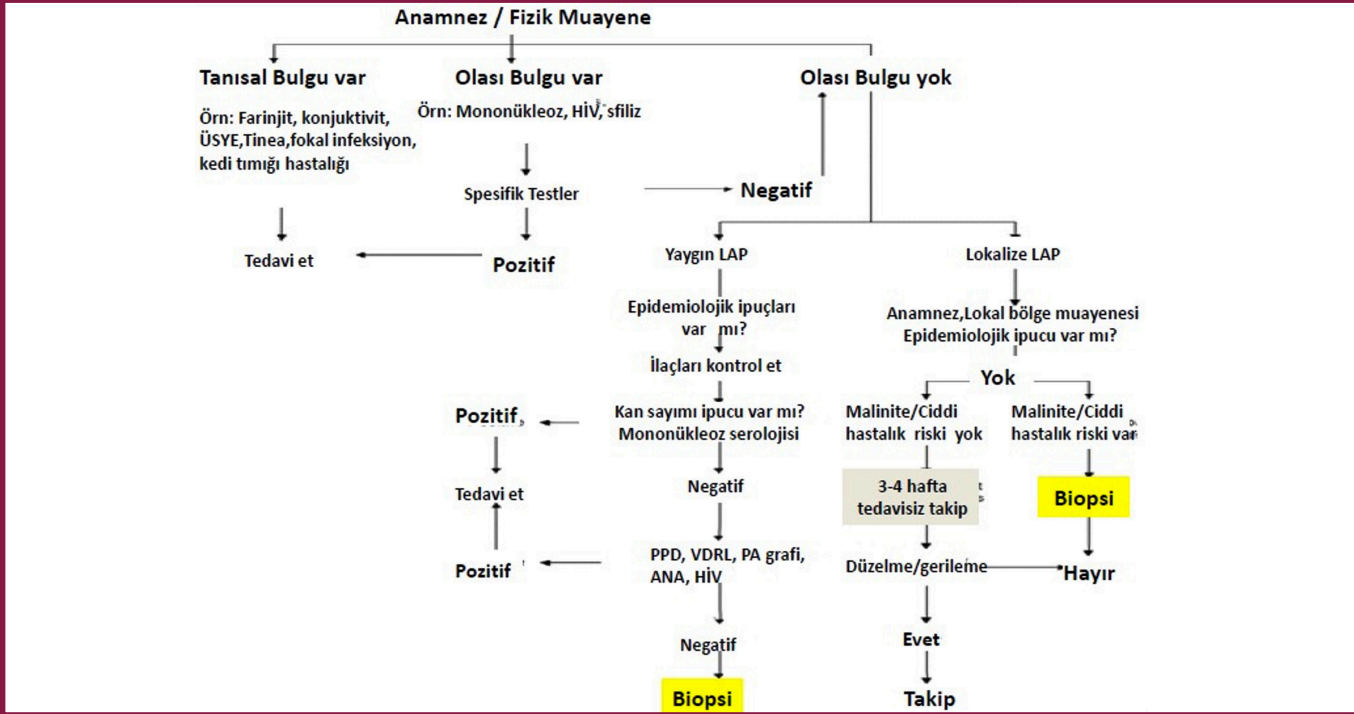 Anamnez / Fizik Muayene
Tanısal Bulgu var
Olası Bulgu var
Olası Bulgu yok
Örn: Farinjit, konjuktivit,
ÜSYE,Tinea,fokal infeksiyon,
kedi tımığı hastalığı
Örn: Mononükleoz, HİV, sfiliz
Spesifik Testler
Negatif
Tedavi et
Pozitif
Yaygın LAP
Lokalize LAP
Epidemiolojik ipuçları
var mı?
Anamnez,Lokal bölge muayenesi
Epidemiolojik ipucu var mı?
İlaçları kontrol et
Yok
Pozitif
Kan sayımı ipucu var mı?
Mononükleoz serolojisi
Malinite/Ciddi
hastalık riski yok
Malinite/Ciddi
hastalık riski var
Tedavi et
Negatif
3-4 hafta
tedavisiz takip
Biopsi
Pozitif
PPD, VDRL, PA grafi,
ANA, HİV
Düzelme/gerileme
Hayır
Negatif
Evet
Biopsi
Takip